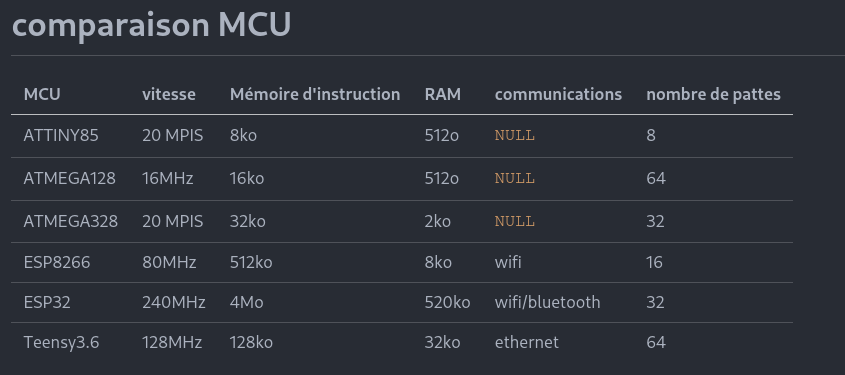 comparaison MCU
MCU vitesse Mémoire d'instruction RAM communications nombre de pattes
ATTINY85 20 MPIS 8ko 512o NULL 8
ATMEGA128 16MHz 16ko 512o NULL 64
ATMEGA328 20 MPIS 32ko 2ko NULL 32
ESP8266 80MHz 512ko 8ko wifi 16
ESP32 240MHz 4Mo 520ko wifi/bluetooth 32
Teensy3.6 128MHz 128ko 32ko ethernet 64